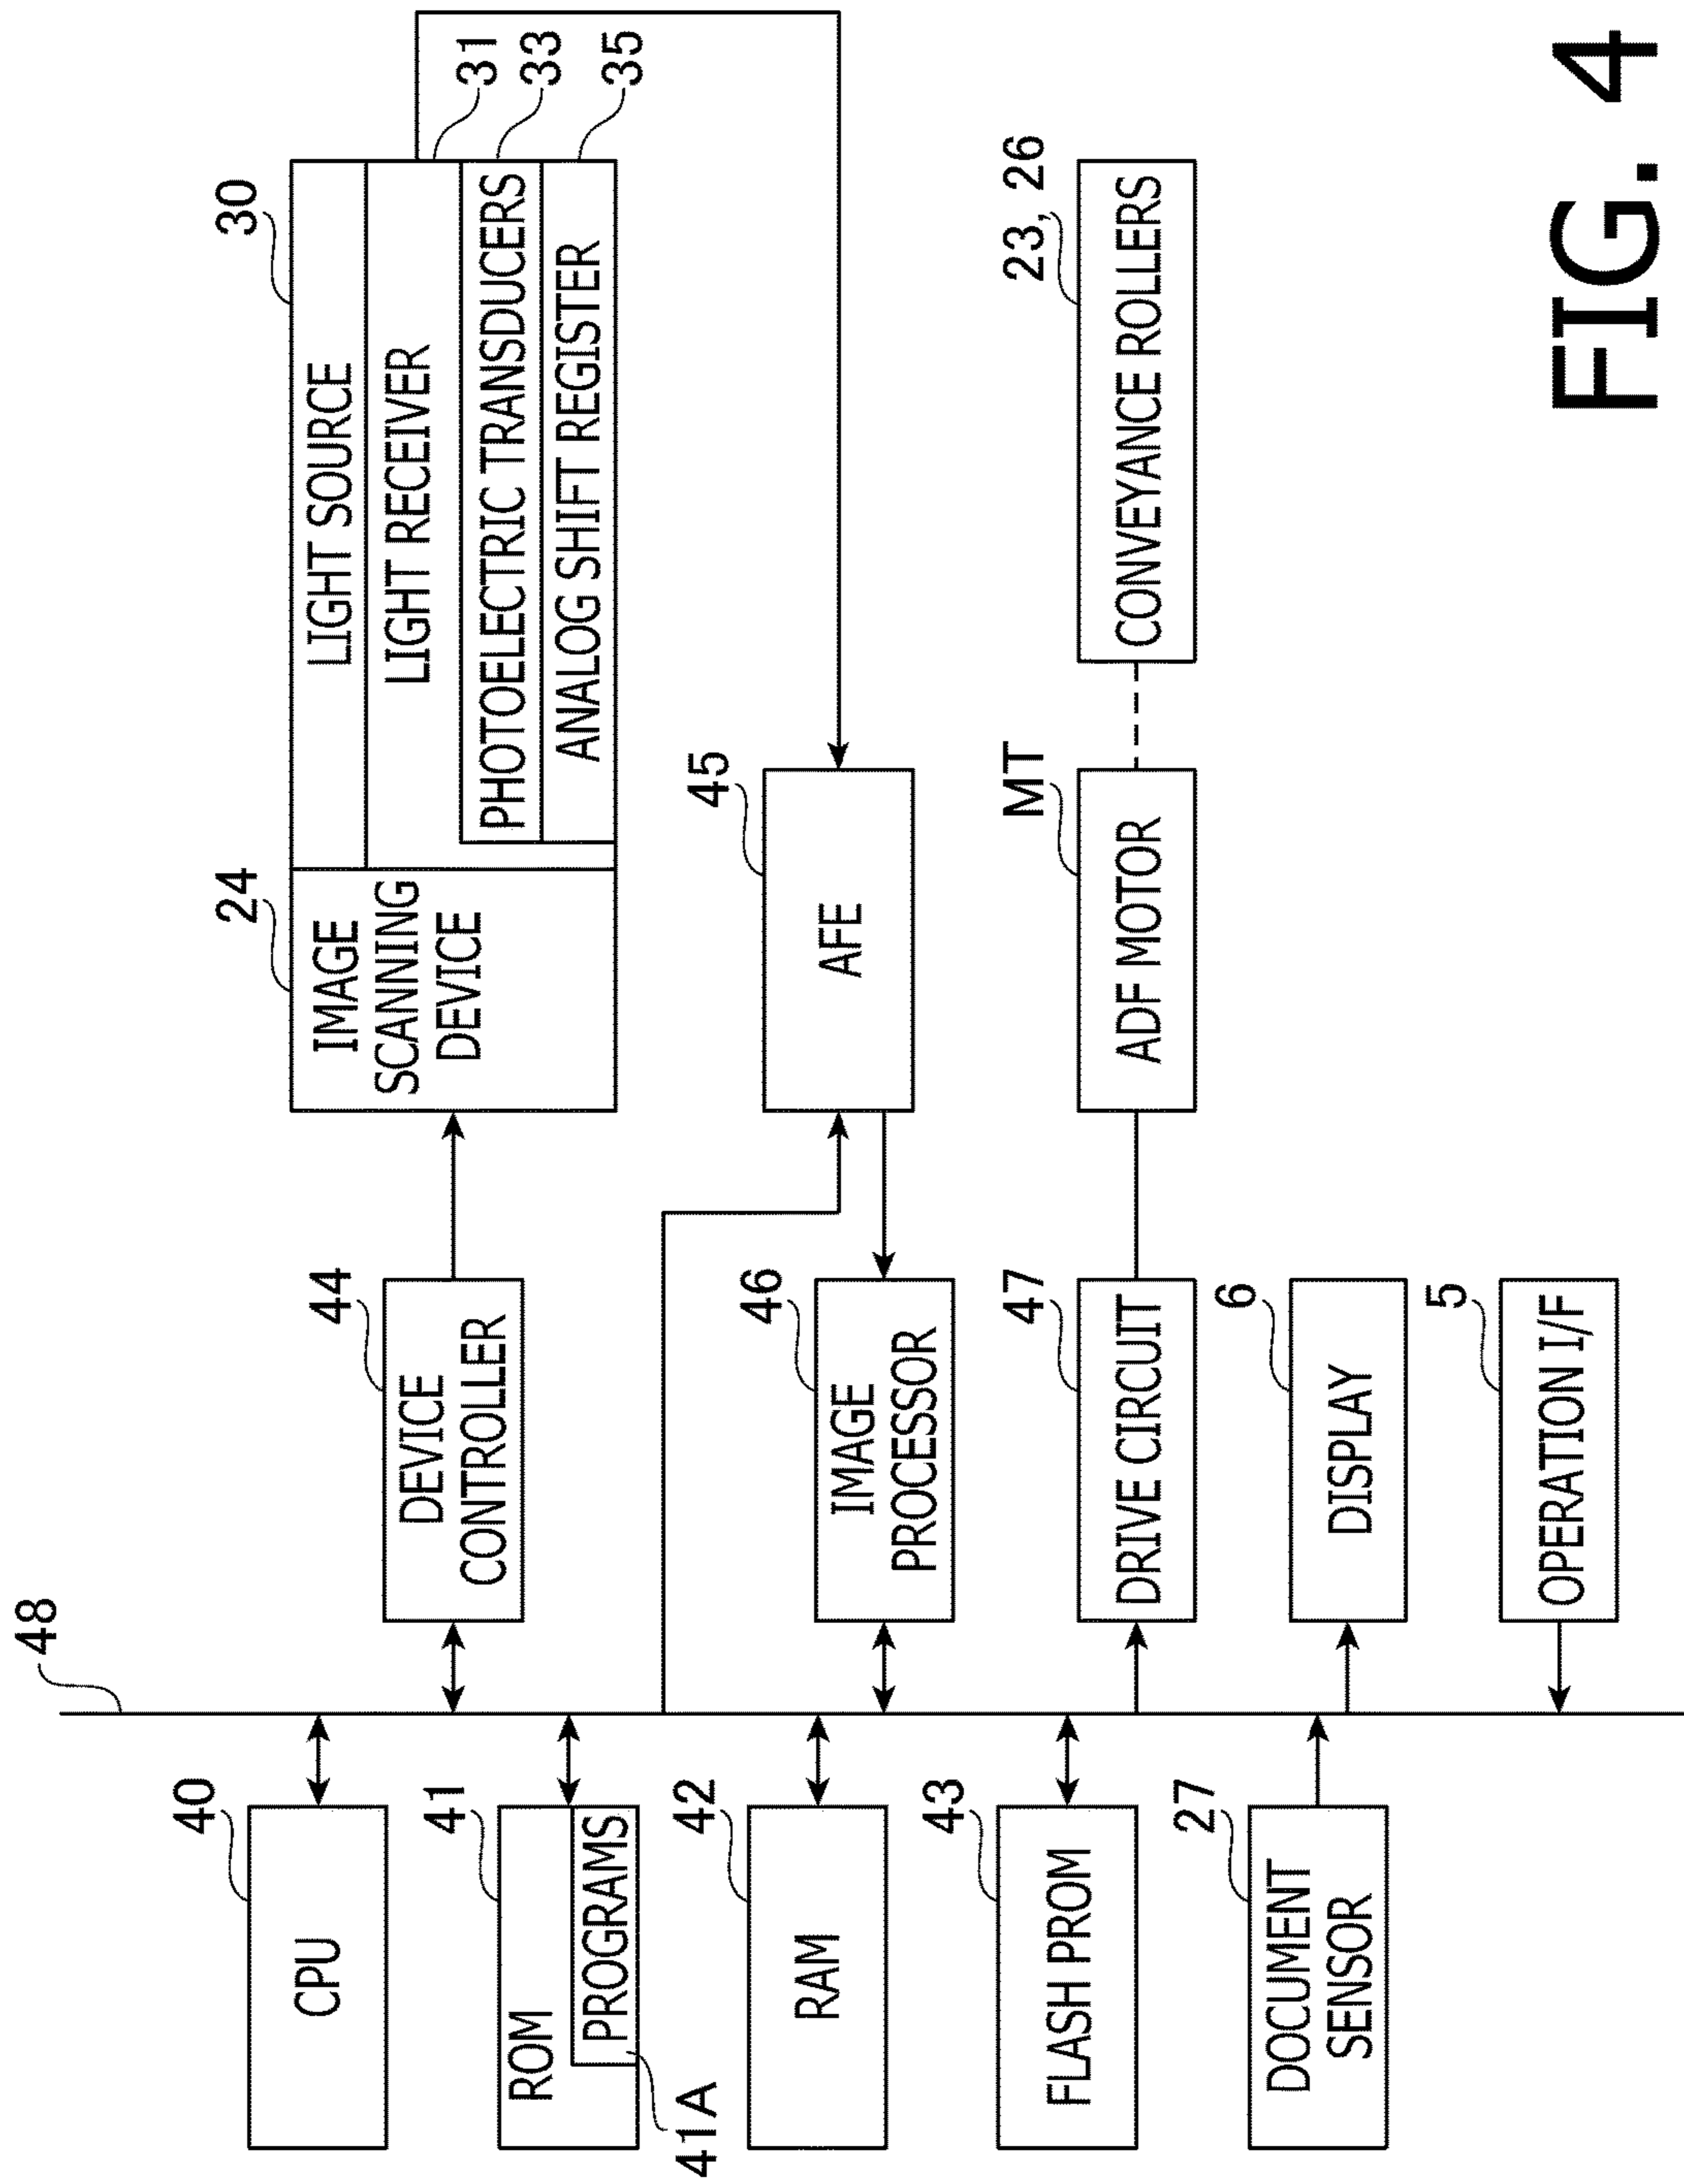 48
40
CPU
41
ROM
PROGRAMS
41A
42
RAM
43
FLASH PROM
27
DOCUMENT
SENSOR
44
DEVICE
CONTROLLER
24
IMAGE
SCANNING
DEVICE
30
LIGHT SOURCE
LIGHT RECEIVER
31
PHOTOELECTRIC TRANSDUCERS
33
ANALOG SHIFT REGISTER
35
45
AFE
46
IMAGE
PROCESSOR
47
DRIVE CIRCUIT
MT
ADF MOTOR
23, 26
CONVEYANCE ROLLERS
6
DISPLAY
5
OPERATION I/F
FIG. 4